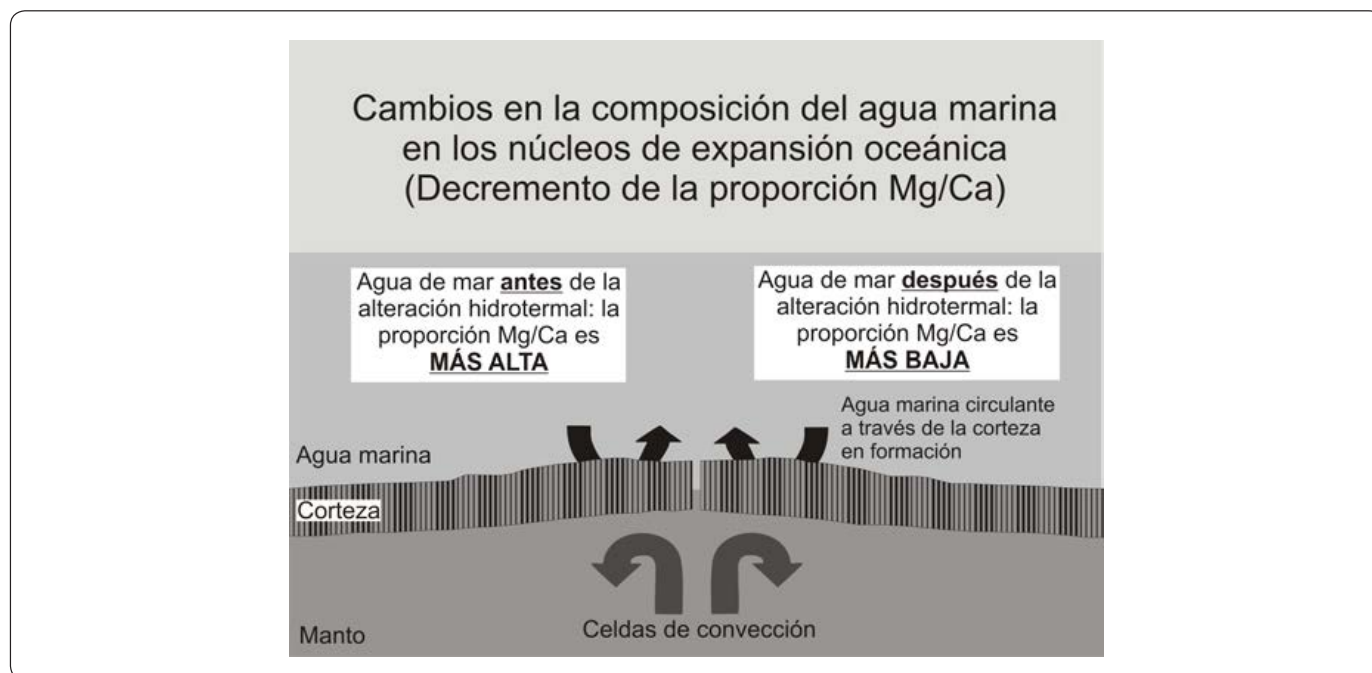 Cambios en la composición del agua marina
en los núcleos de expansión oceánica
(Decremento de la proporción Mg/Ca)
Agua de mar antes de la
alteración hidrotermal: la
proporción Mg/Ca es
MÁS ALTA
Agua de mar después de la
alteración hidrotermal: la
proporción Mg/Ca es
MÁS BAJA
Agua marina circulante
a través de la corteza
en formación
Agua marina
Corteza
Manto
Celdas de convección